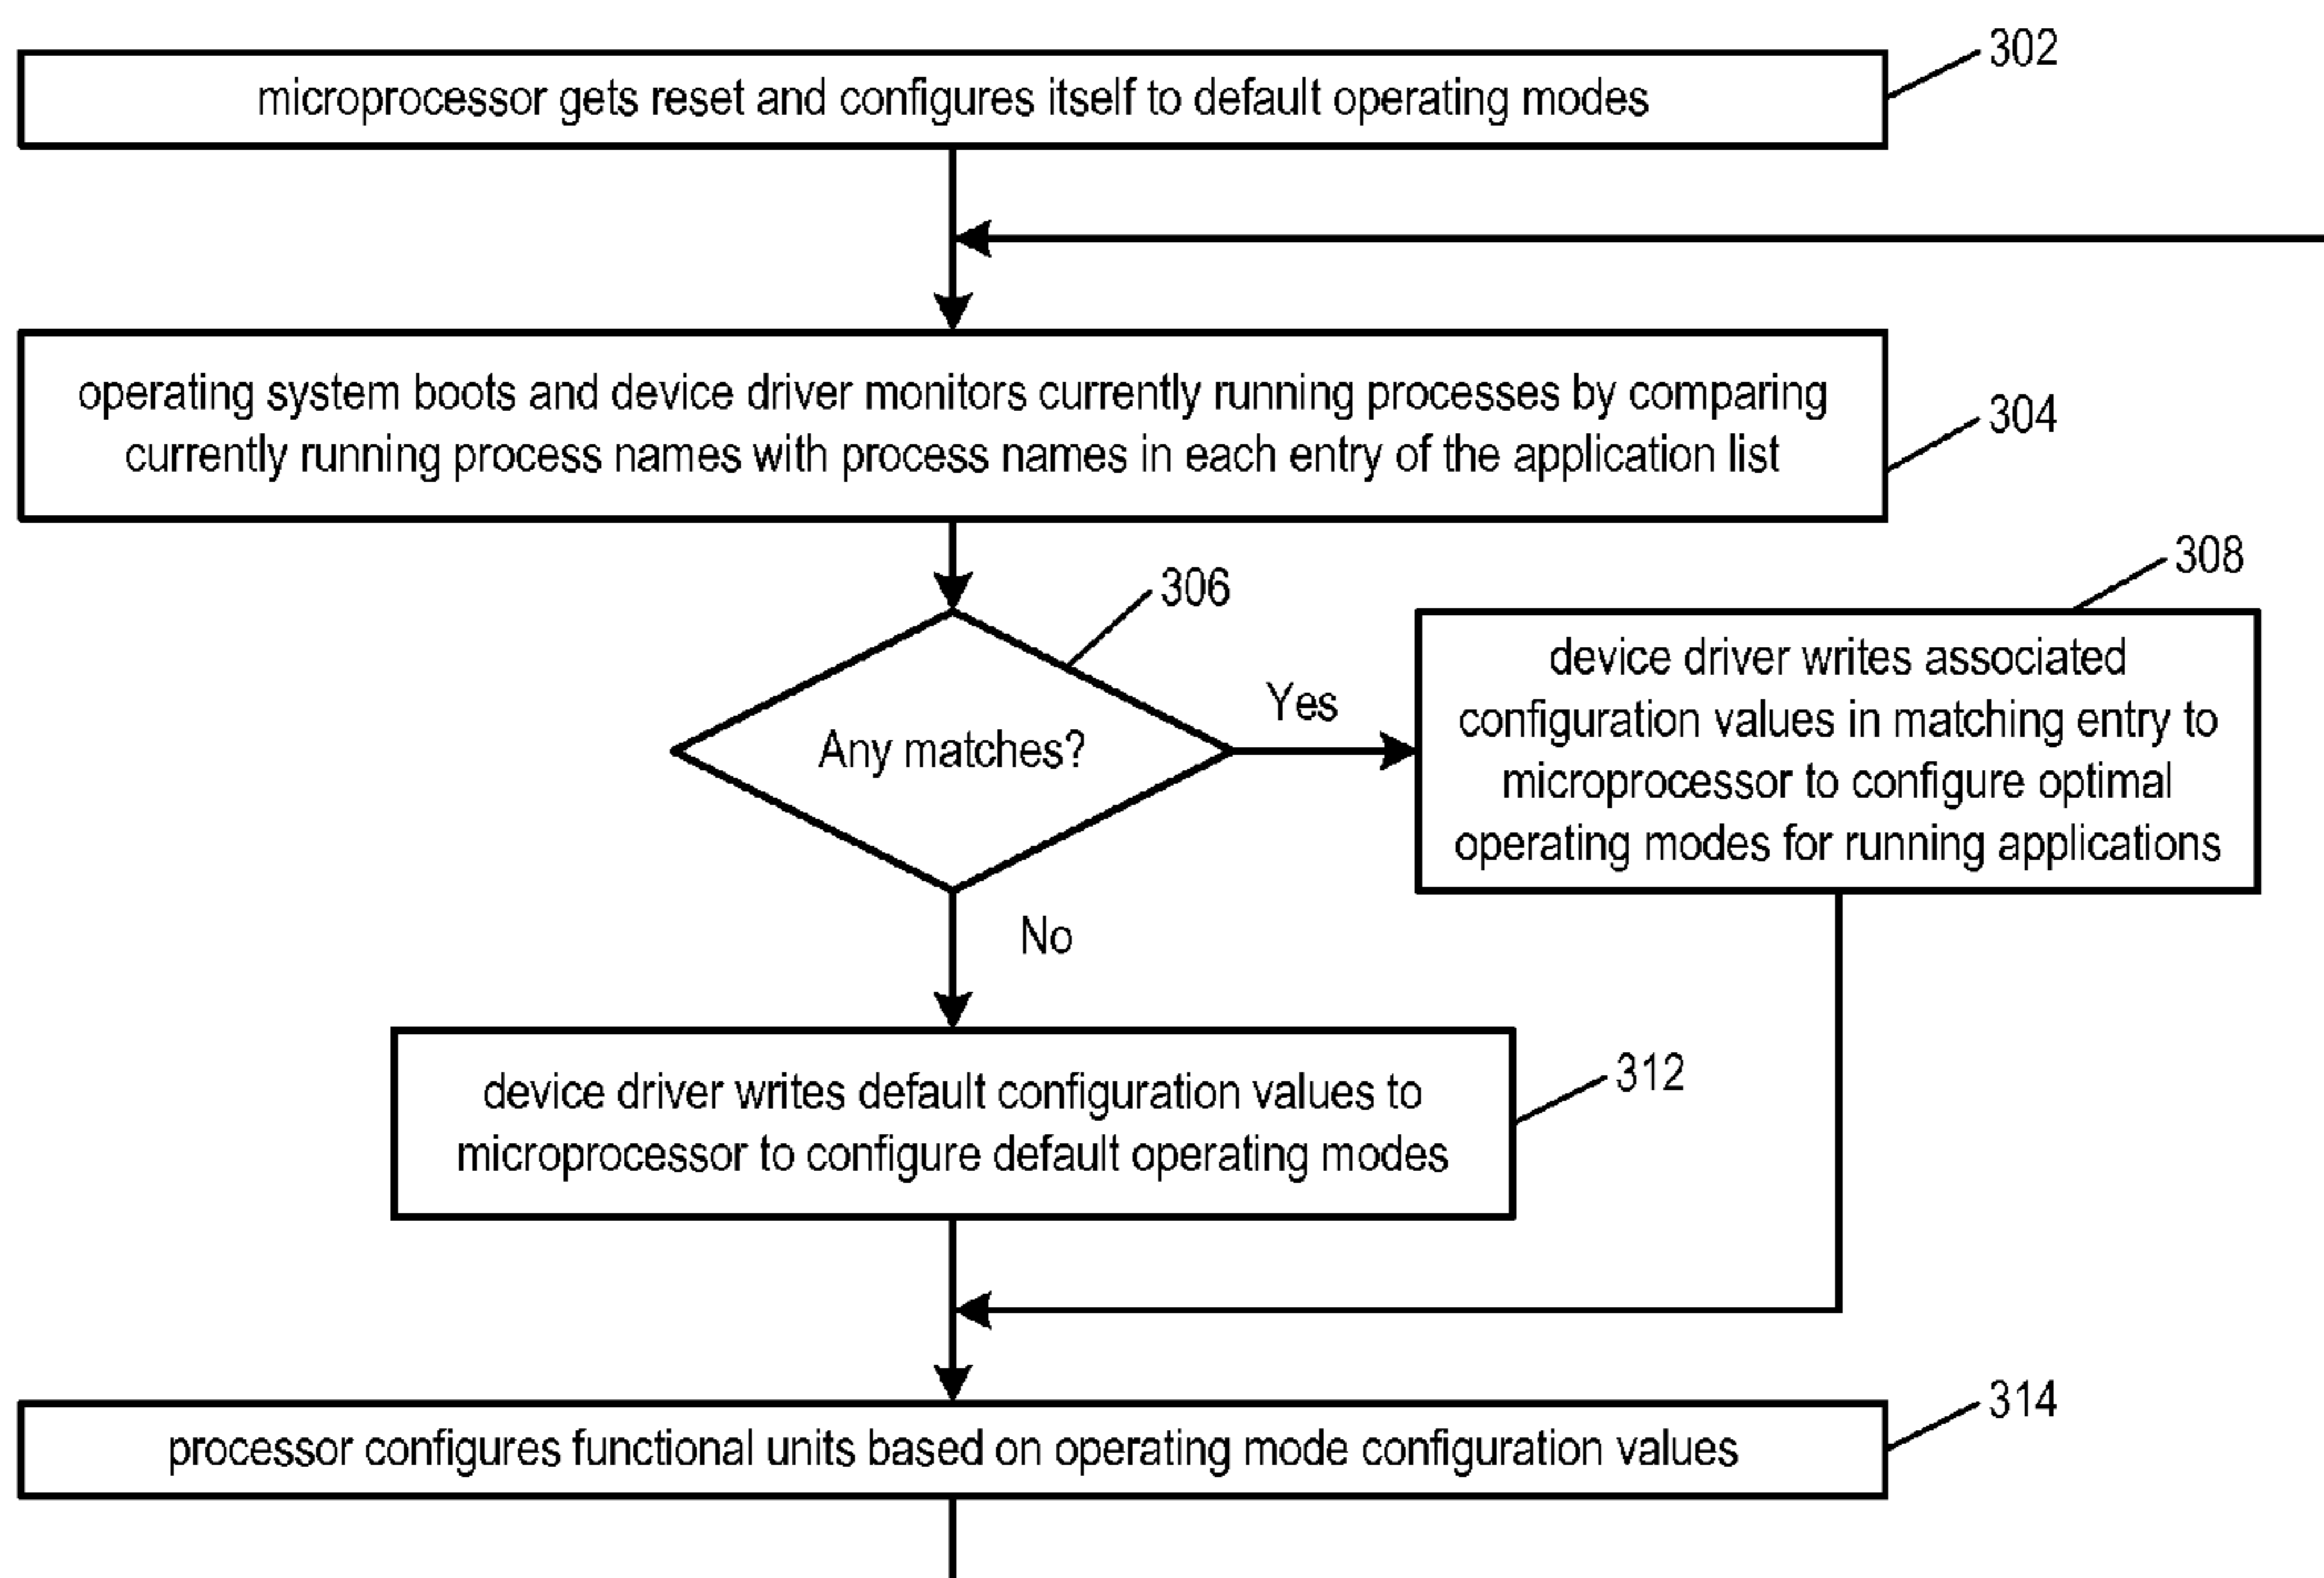 302
microprocessor gets reset and configures itself to default operating modes
operating system boots and device driver monitors currently running processes by comparing
currently running process names with process names in each entry of the application list
304
306
308
Any matches?
Yes
device driver writes associated
configuration values in matching entry to
microprocessor to configure optimal
operating modes for running applications
No
device driver writes default configuration values to
microprocessor to configure default operating modes
312
314
processor configures functional units based on operating mode configuration values